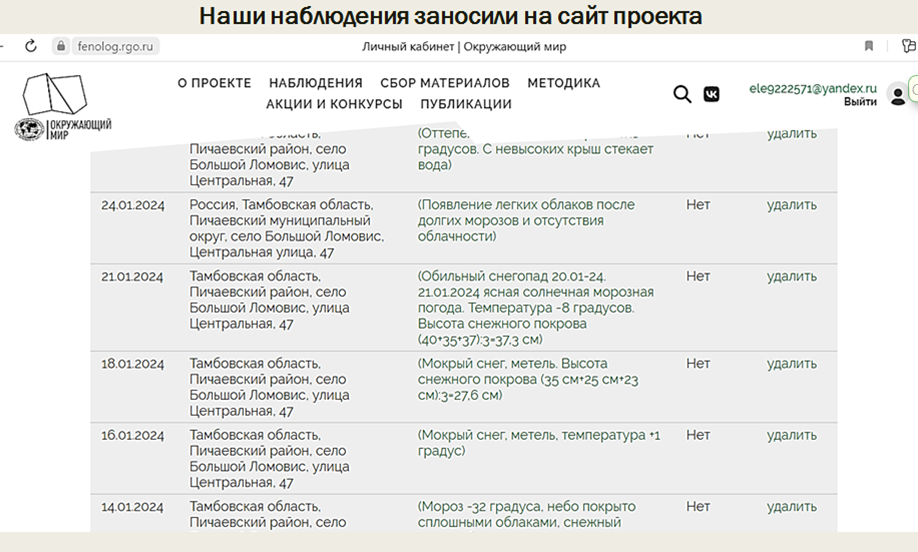 Наши наблюдения заносили на сайт проекта
fenolog.rgo.ru
Личный кабинет | Окружающий мир
О ПРОЕКТЕ НАБЛЮДЕНИЯ СБОР МАТЕРИАЛОВ МЕТОДИКА
АКЦИИ И КОНКУРСЫ ПУБЛИКАЦИИ
ele9222571@yandex.ru
Выйти
ОКРУЖАЮЩИЙ
МИР
Тамбовская область, (Оттепе, Нет удалить
Пичаевский район, село градусов. С невысоких крыш стекает
Большой Ломовис, улица вода)
Центральная, 47
24.01.2024 Россия, Тамбовская область, (Появление легких облаков после Нет удалить
Пичаевский муниципальный долгих морозов и отсутствия
округ, село Большой Ломовис, облачности)
Центральная улица, 47
21.01.2024 Тамбовская область, (Обильный снегопад 20.01-24. Нет удалить
Пичаевский район, село 21.01.2024 ясная солнечная морозная
Большой Ломовис, улица погода. Температура -8 градусов.
Центральная, 47 Высота снежного покрова
(40+35+37):3=37,3 см)
18.01.2024 Тамбовская область, (Мокрый снег, метель. Высота Нет удалить
Пичаевский район, село снежного покрова (35 см+25 см+23
Большой Ломовис, улица см):3=27,6 см)
Центральная, 47
16.01.2024 Тамбовская область, (Мокрый снег, метель, температура +1 Нет удалить
Пичаевский район, село градус)
Большой Ломовис, улица
Центральная, 47
14.01.2024 Тамбовская область, (Мороз -32 градуса, небо покрыто Нет удалить
Пичаевский район, село сплошными облаками, снежный